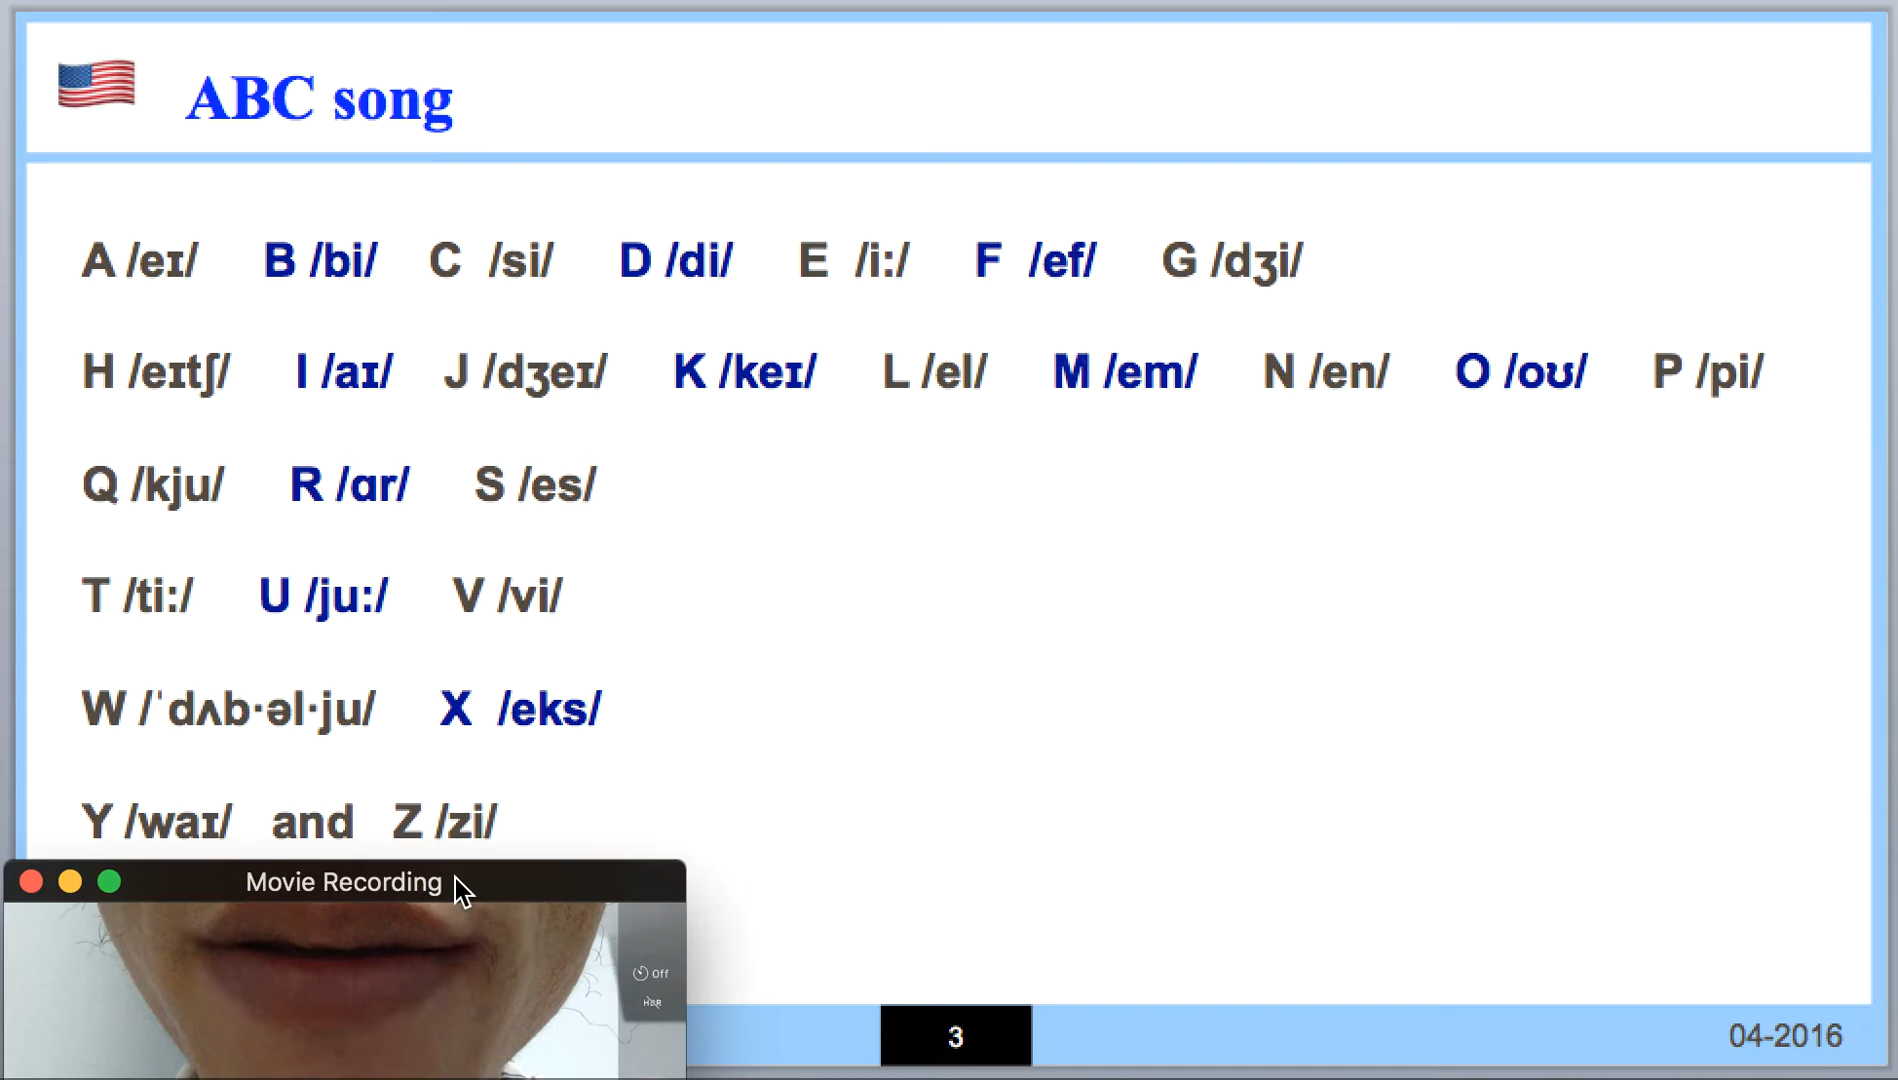 ABC song
A /eɪ/ B /bi/ C /si/ D /di/ E /i:/ F /ef/ G /dʒi/
H /eɪtʃ/ I /aɪ/ J /dʒeɪ/ K /keɪ/ L /el/ M /em/ N /en/ O /oʊ/ P /pi/
Q /kju/ R /ɑr/ S /es/
T /ti:/ U /ju:/ V /vi/
W /ˈdʌb·əl·ju/ X /eks/
Y /waɪ/ and Z /zi/
Movie Recording
Off
HDR
3
04-2016